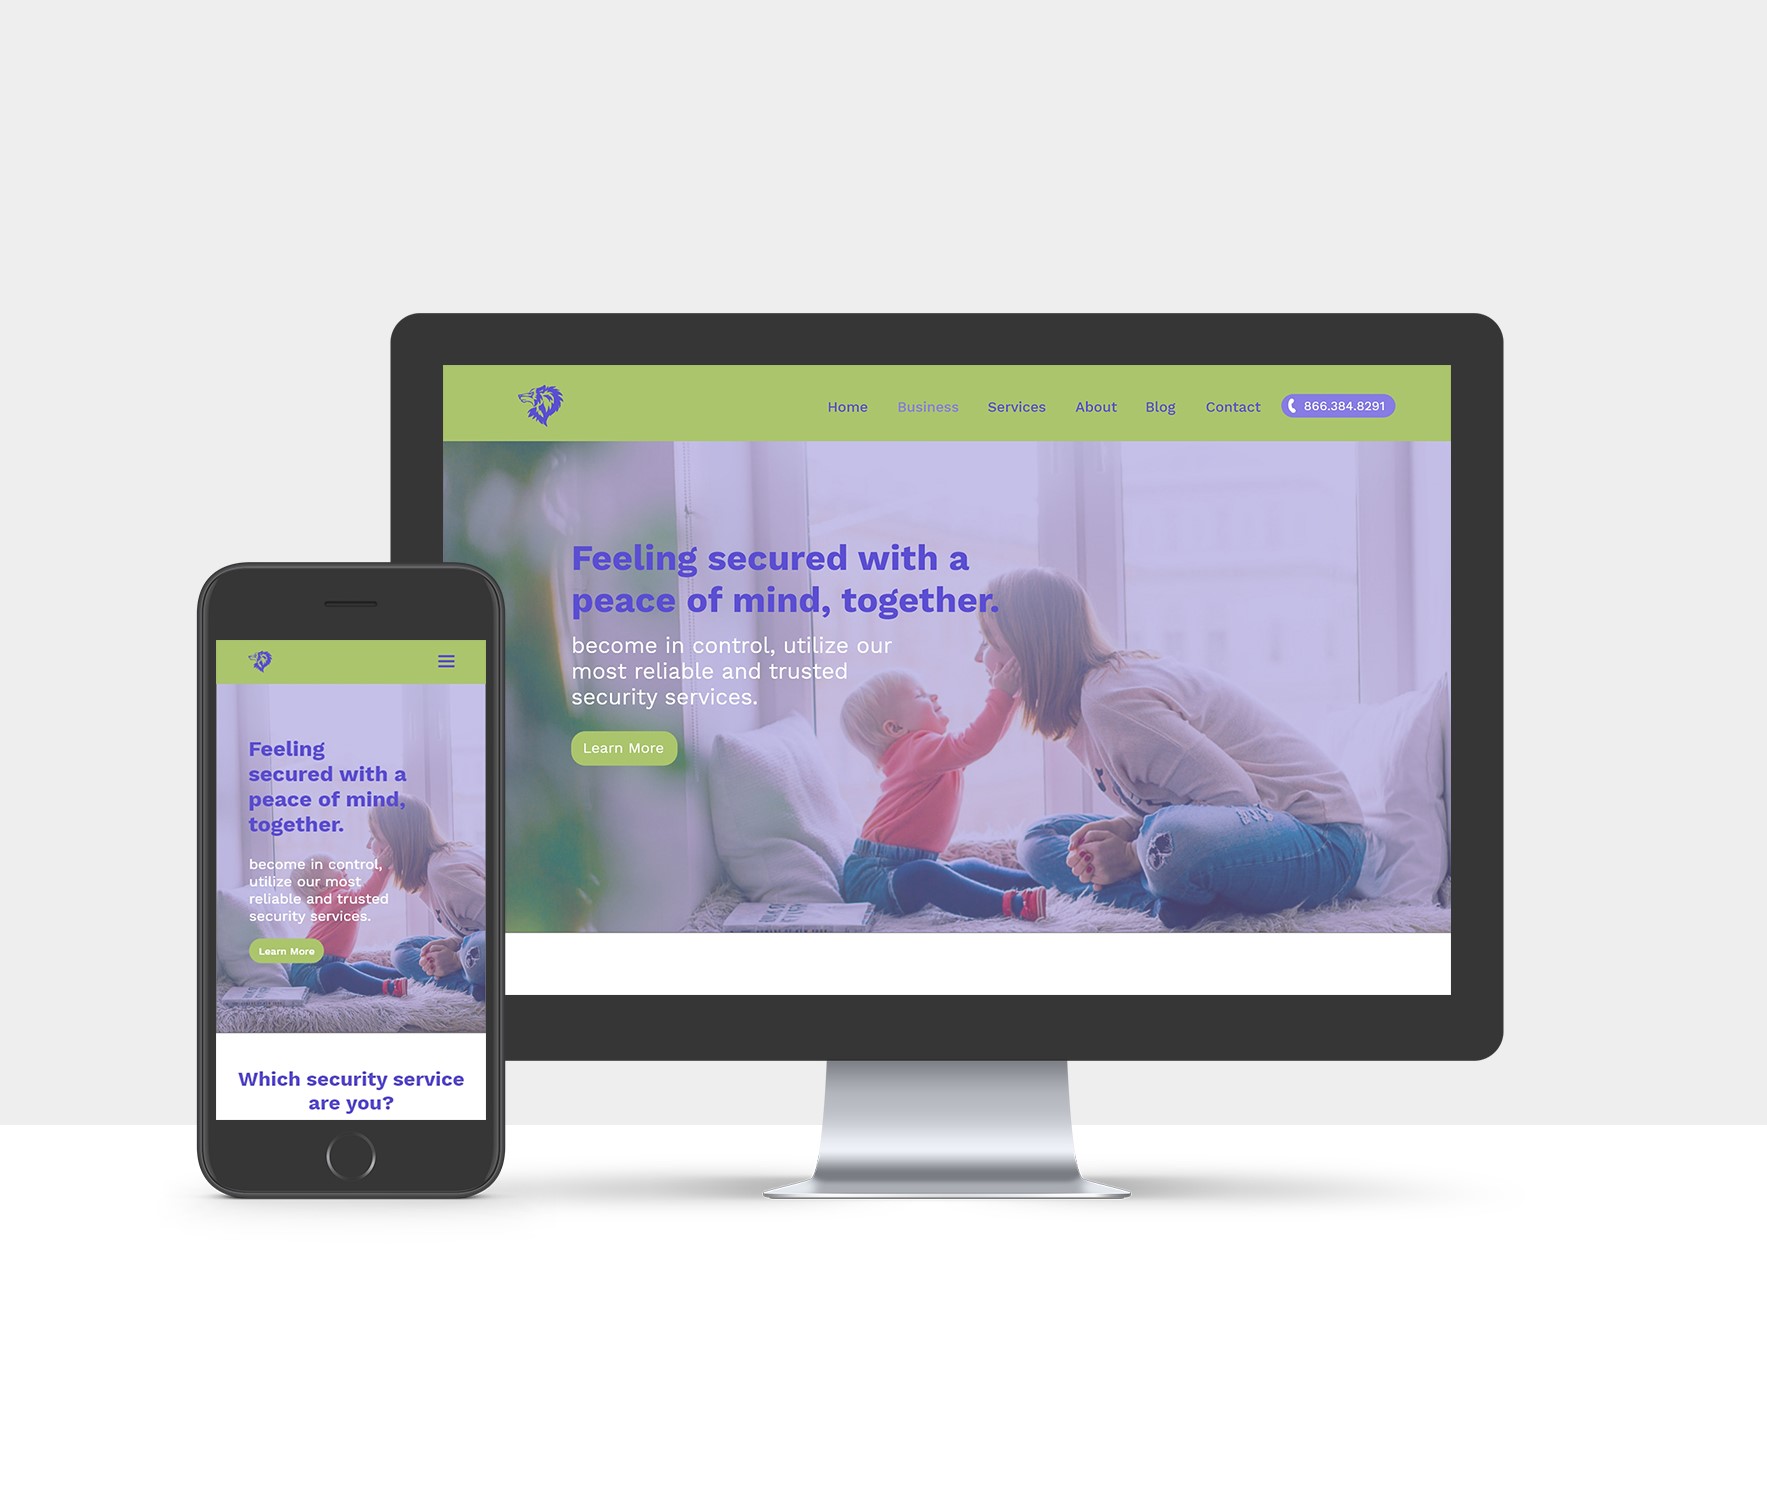 Home Business Services About Blog Contact 866.384.8291
Feeling secured with a
peace of mind, together.
become in control, utilize our
most reliable and trusted
security services.
Learn More
Feeling
secured with a
peace of mind,
together.
become in control,
utilize our most
reliable and trusted
security services.
Learn More
Which security service
are you?